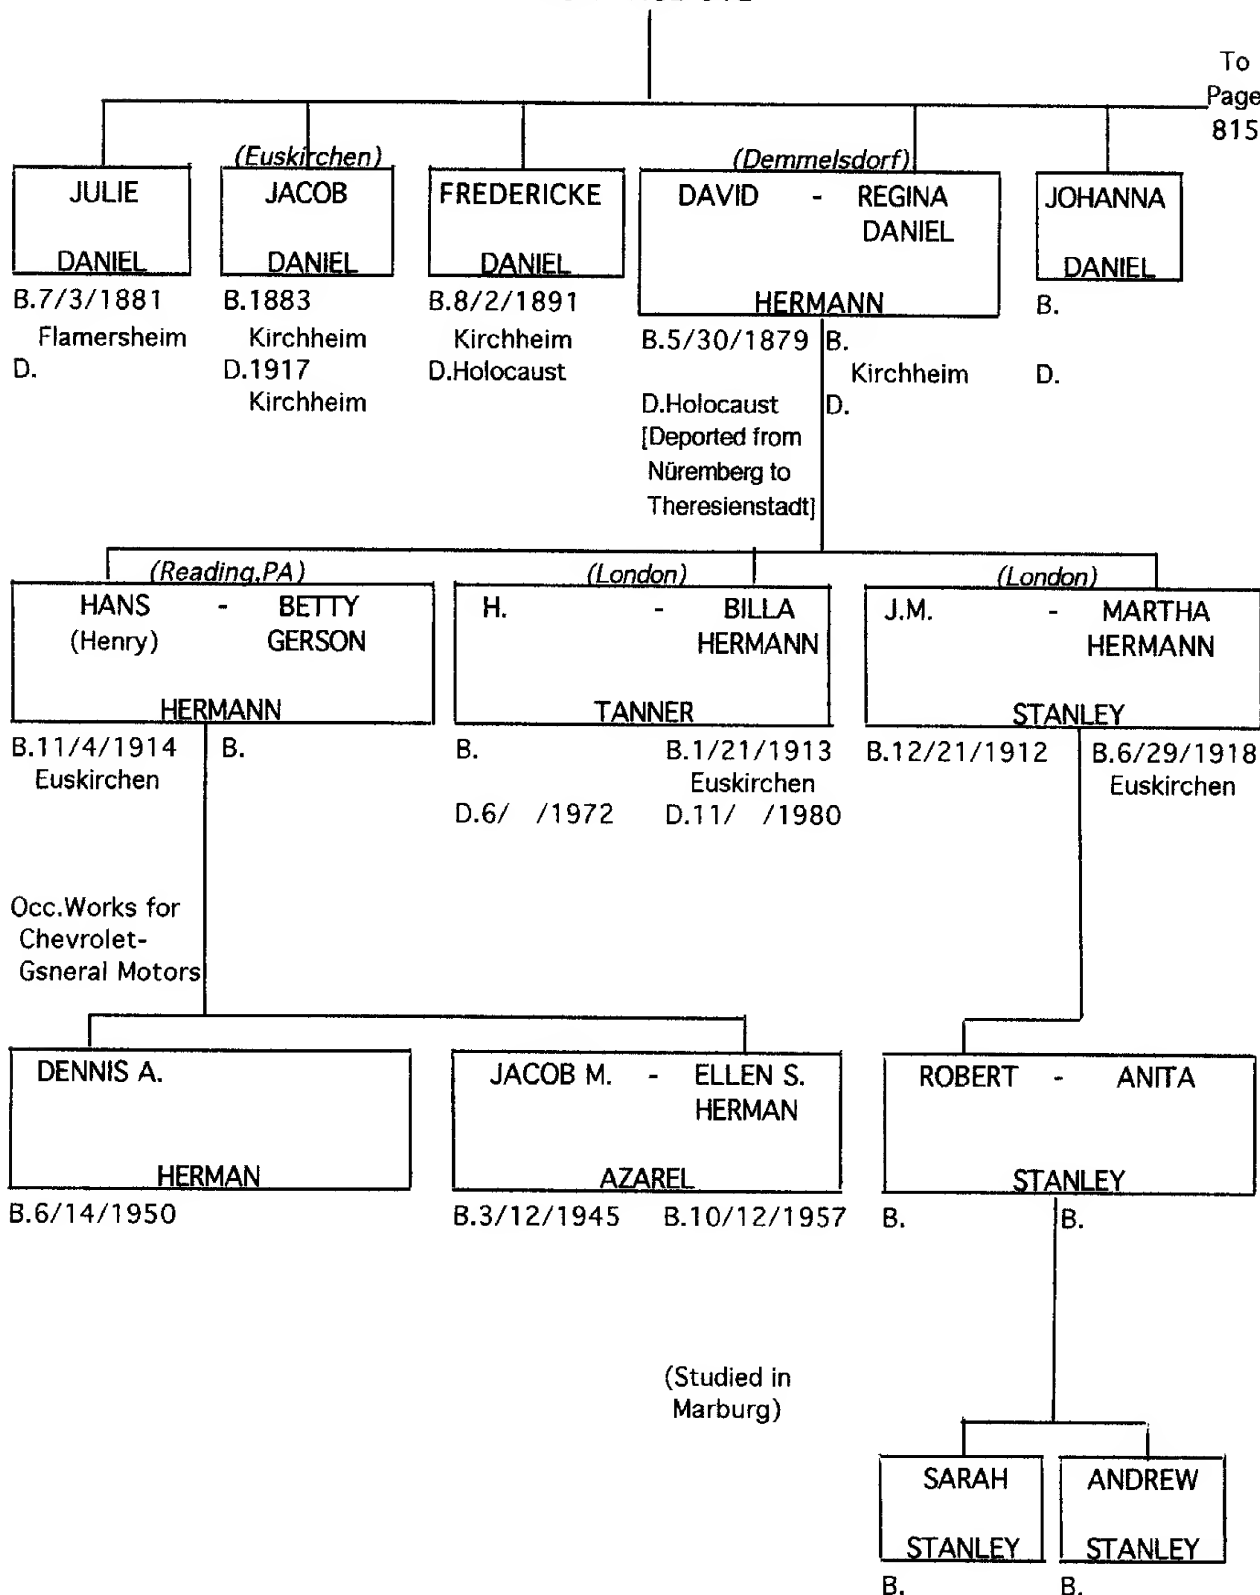 To
Page
815
(Euskirchen)
(Demmelsdorf)
JULIE
DANIEL
B.7/3/1881
Flamersheim
D.
JACOB
DANIEL
B.1883
Kirchheim
D.1917
Kirchheim
FREDERICKE
DANIEL
B.8/2/1891
Kirchheim
D.Holocaust
DAVID - REGINA
DANIEL
HERMANN
B.5/30/1879
D.Holocaust
[Deported from
Nüremberg to
Theresienstadt]
B.
Kirchheim
D.
JOHANNA
DANIEL
B.
D.
(Reading,PA)
HANS - BETTY
(Henry) GERSON
HERMANN
B.11/4/1914 B.
Euskirchen
Occ.Works for
Chevrolet-
Gsneral Motors
(London)
H. - BILLA
HERMANN
TANNER
B. B.1/21/1913
Euskirchen
D.6/ /1972 D.11/ /1980
(London)
J.M. - MARTHA
HERMANN
STANLEY
B.12/21/1912 B.6/29/1918
Euskirchen
DENNIS A.
HERMAN
B.6/14/1950
JACOB M. - ELLEN S.
HERMAN
AZAREL
B.3/12/1945 B.10/12/1957
ROBERT - ANITA
STANLEY
B. B.
(Studied in
Marburg)
SARAH
STANLEY
B.
ANDREW
STANLEY
B.